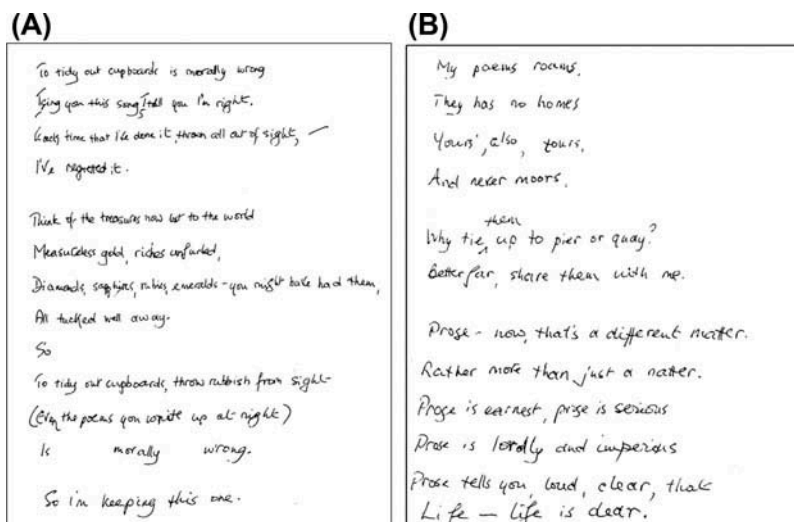 (A)
To tidy out cupboards is morally wrong
I sing you this song, I tell you I'm right.
Each time that I've done it, thrown all out of sight,
I've regretted it.
Think of the treasures now lost to the world
Measureless gold, riches unfurled,
Diamonds, sapphires, rubies, emeralds - you might have had them,
All tucked well away.
So
To tidy out cupboards, throw rubbish from sight
(Even the poems you write up at night)
Is morally wrong.
So I'm keeping this one.
(B)
My poems roams,
They has no homes
Yours', also, yours,
And never moors.
Why tie them up to pier or quay?
Better far, share them with me.
Prose - now, that's a different matter.
Rather more than just a natter.
Prose is earnest, prose is serious
Prose is lordly and imperious
Prose tells you, loud, clear, that
Life — life is dear.